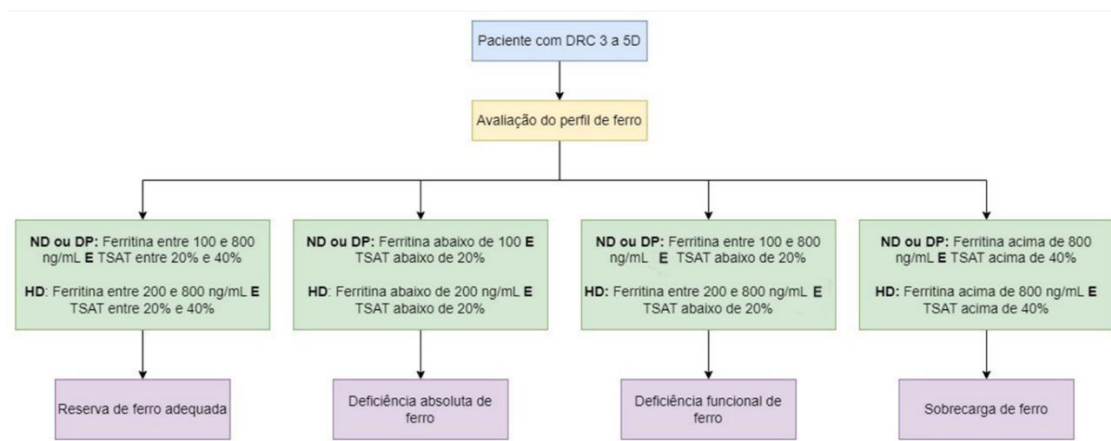 Paciente com DRC 3 a 5D
Avaliação do perfil de ferro
ND ou DP: Ferritina entre 100 e 800
ng/mL E TSAT entre 20% e 40%
HD: Ferritina entre 200 e 800 ng/mL E
TSAT entre 20% e 40%
ND ou DP: Ferritina abaixo de 100 E
TSAT abaixo de 20%
HD: Ferritina abaixo de 200 ng/mL E
TSAT abaixo de 20%
ND ou DP: Ferritina entre 100 e 800
ng/mL E TSAT abaixo de 20%
HD: Ferritina entre 200 e 800 ng/mL E
TSAT abaixo de 20%
ND ou DP: Ferritina acima de 800
ng/mL E TSAT acima de 40%
HD: Ferritina acima de 800 ng/mL E
TSAT acima de 40%
Reserva de ferro adequada
Deficiência absoluta de
ferro
Deficiência funcional de
ferro
Sobrecarga de ferro